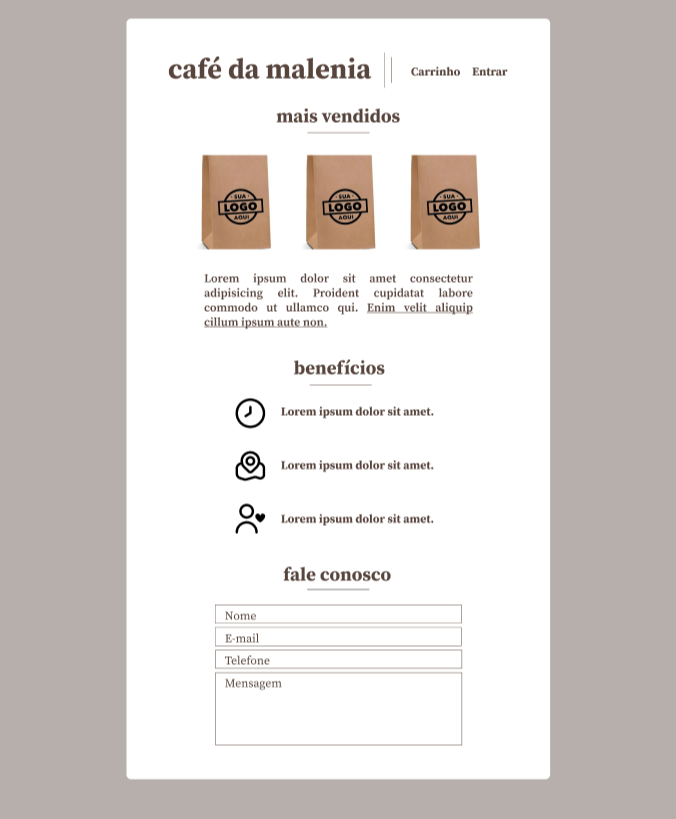 café da malenia
Carrinho Entrar
mais vendidos
SUA LOGO AQUI
SUA LOGO AQUI
SUA LOGO AQUI
Lorem ipsum dolor sit amet consectetur
adipisicing elit. Proident cupidatat labore
commodo ut ullamco qui. Enim velit aliquip
cillum ipsum aute non.
benefícios
Lorem ipsum dolor sit amet.
Lorem ipsum dolor sit amet.
Lorem ipsum dolor sit amet.
fale conosco
Nome
E-mail
Telefone
Mensagem